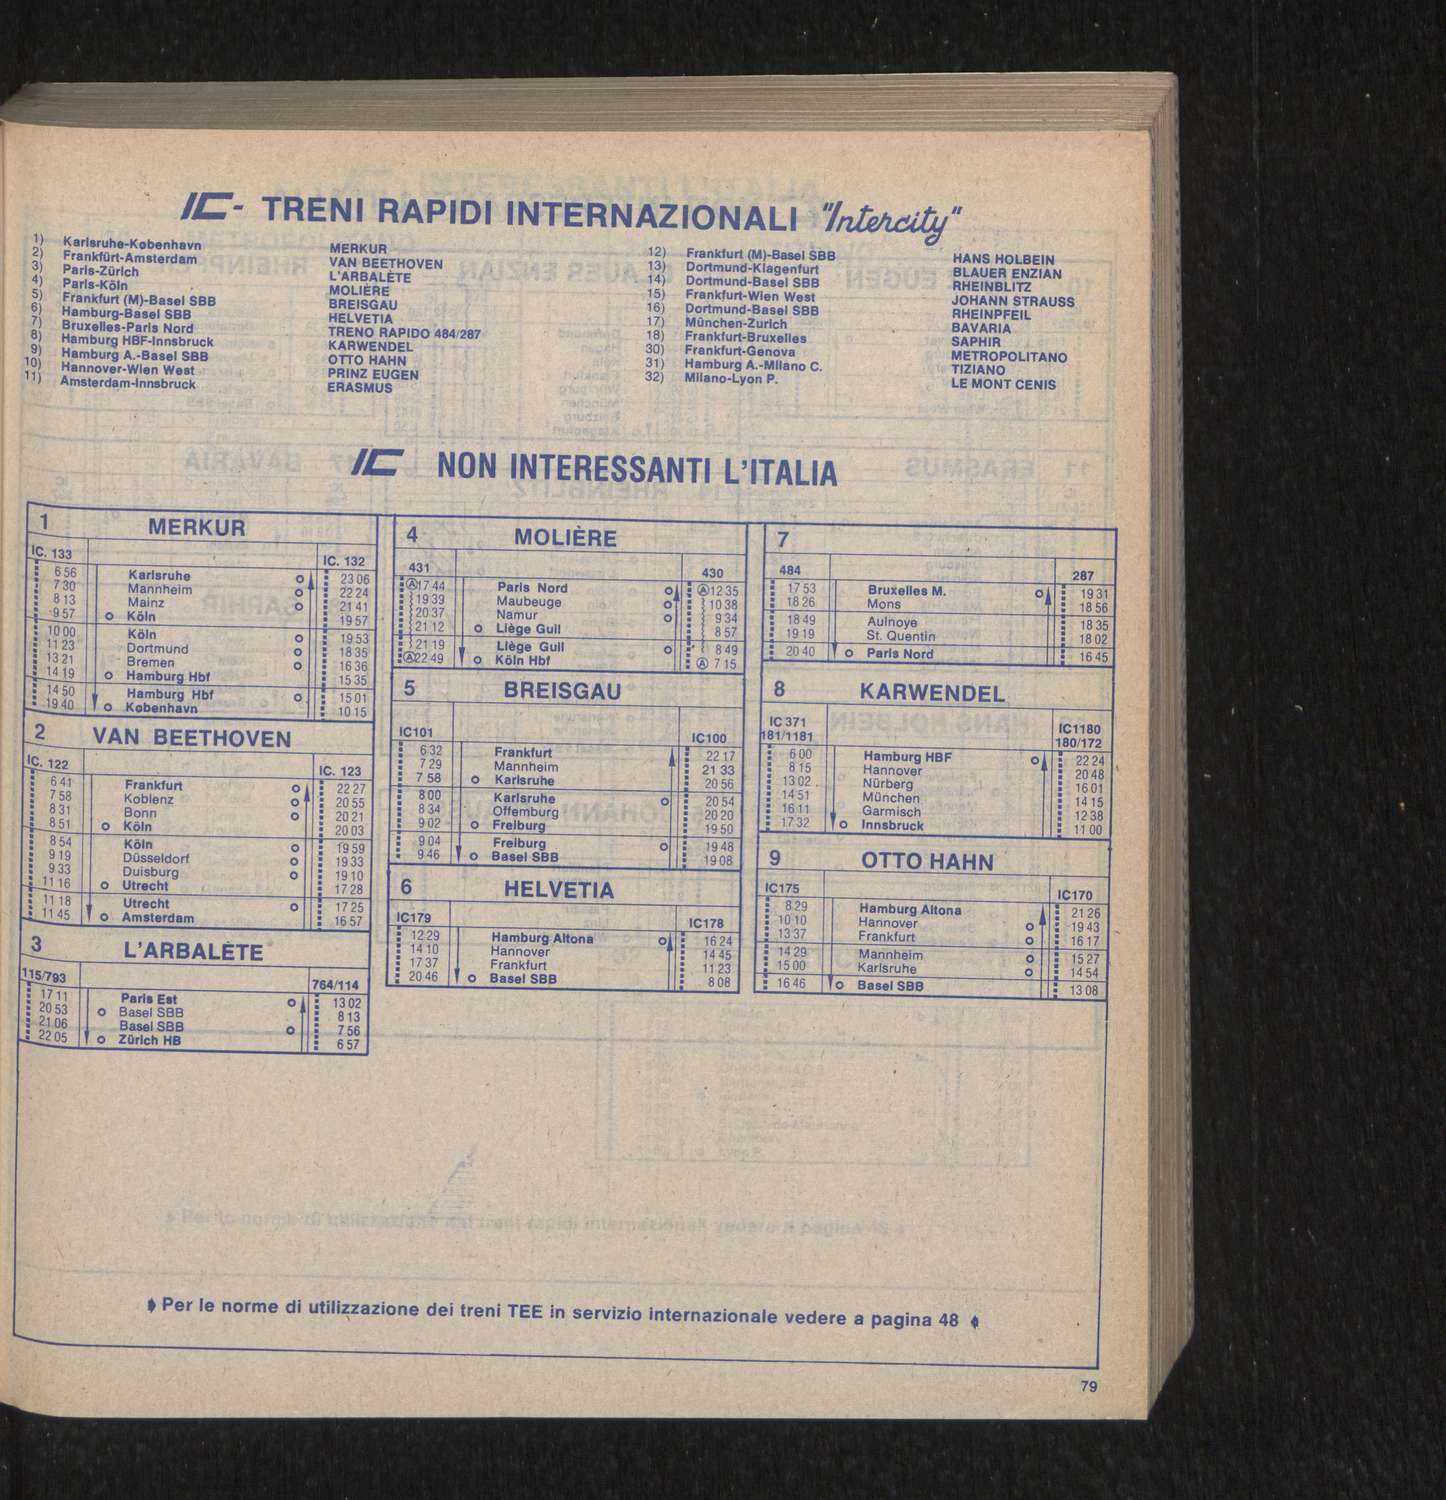 IC- TRENI RAPIDI INTERNAZIONALI "Intercity"
1) Karlsruhe-København MERKUR
2) Frankfürt-Amsterdam VAN BEETHOVEN
3) Paris-Zürich L'ARBALÈTE
4) Paris-Köln MOLIÈRE
5) Frankfurt (M)-Basel SBB BREISGAU
6) Hamburg-Basel SBB HELVETIA
7) Bruxelles-Paris Nord TRENO RAPIDO 484/287
8) Hamburg HBF-Innsbruck KARWENDEL
9) Hamburg A.-Basel SBB OTTO HAHN
10) Hannover-Wien West PRINZ EUGEN
11) Amsterdam-Innsbruck ERASMUS
12) Frankfurt (M)-Basel SBB HANS HOLBEIN
13) Dortmund-Klagenfurt BLAUER ENZIAN
14) Dortmund-Basel SBB RHEINBLITZ
15) Frankfurt-Wien West JOHANN STRAUSS
16) Dortmund-Basel SBB RHEINPFEIL
17) München-Zurich BAVARIA
18) Frankfurt-Bruxelles SAPHIR
30) Frankfurt-Genova METROPOLITANO
31) Hamburg A.-Milano C. TIZIANO
32) Milano-Lyon P. LE MONT CENIS
IC NON INTERESSANTI L'ITALIA
1 MERKUR
IC. 133 IC. 132
6 56 Karlsruhe 23 06
7 30 Mannheim 22 24
8 13 Mainz 21 41
9 57 Köln 19 57
10 00 Köln 19 53
11 23 Dortmund 18 35
13 21 Bremen 16 36
14 19 Hamburg Hbf 15 35
14 50 Hamburg Hbf 15 01
19 40 København 10 15
2 VAN BEETHOVEN
IC. 122 IC. 123
6 41 Frankfurt 22 27
7 58 Koblenz 20 55
8 31 Bonn 20 21
8 51 Köln 20 03
8 54 Köln 19 59
9 19 Düsseldorf 19 33
9 33 Duisburg 19 10
11 16 Utrecht 17 28
11 18 Utrecht 17 25
11 45 Amsterdam 16 57
3 L'ARBALÈTE
115/793 764/114
17 11 Paris Est 13 02
20 53 Basel SBB 8 13
21 06 Basel SBB 7 56
22 05 Zürich HB 6 57
4 MOLIÈRE
431 430
Ⓐ17 44 Paris Nord Ⓐ12 35
19 39 Maubeuge 10 38
20 37 Namur 9 34
21 12 Liège Guil 8 57
21 19 Liège Guil 8 49
Ⓐ22 49 Köln Hbf Ⓐ 7 15
5 BREISGAU
IC101 IC100
6 32 Frankfurt 22 17
7 29 Mannheim 21 33
7 58 Karlsruhe 20 56
8 00 Karlsruhe 20 54
8 34 Offemburg 20 20
9 02 Freiburg 19 50
9 04 Freiburg 19 48
9 46 Basel SBB 19 08
6 HELVETIA
IC179 IC178
12 29 Hamburg Altona 16 24
14 10 Hannover 14 45
17 37 Frankfurt 11 23
20 46 Basel SBB 8 08
7
484 287
17 53 Bruxelles M. 19 31
18 26 Mons 18 56
18 49 Aulnoye 18 35
19 19 St. Quentin 18 02
20 40 Paris Nord 16 45
8 KARWENDEL
IC 371 IC1180
181/1181 180/172
6 00 Hamburg HBF 22 24
8 15 Hannover 20 48
13 02 Nürberg 16 01
14 51 München 14 15
16 11 Garmisch 12 38
17 32 Innsbruck 11 00
9 OTTO HAHN
IC175 IC170
8 29 Hamburg Altona 21 26
10 10 Hannover 19 43
13 37 Frankfurt 16 17
14 29 Mannheim 15 27
15 00 Karlsruhe 14 54
16 46 Basel SBB 13 08
Per le norme di utilizzazione dei treni TEE in servizio internazionale vedere a pagina 48
79